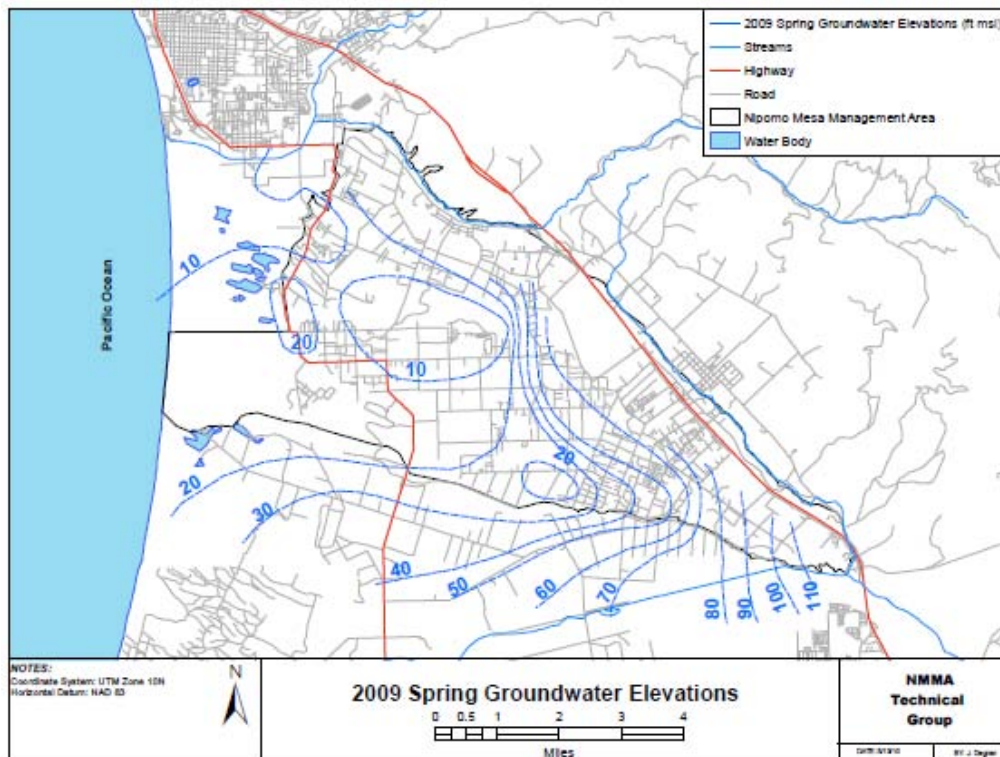 2009 Spring Groundwater Elevations (ft msl)
Streams
Highway
Road
Nipomo Mesa Management Area
Water Body
0
10
Pacific Ocean
20
10
20
20
30
40
50
60
70
80
90
100
110
NOTES:
Coordinate System: UTM Zone 10N
Horizontal Datum: NAD 83
N
2009 Spring Groundwater Elevations
0 0.5 1 2 3 4
Miles
NMMA
Technical
Group